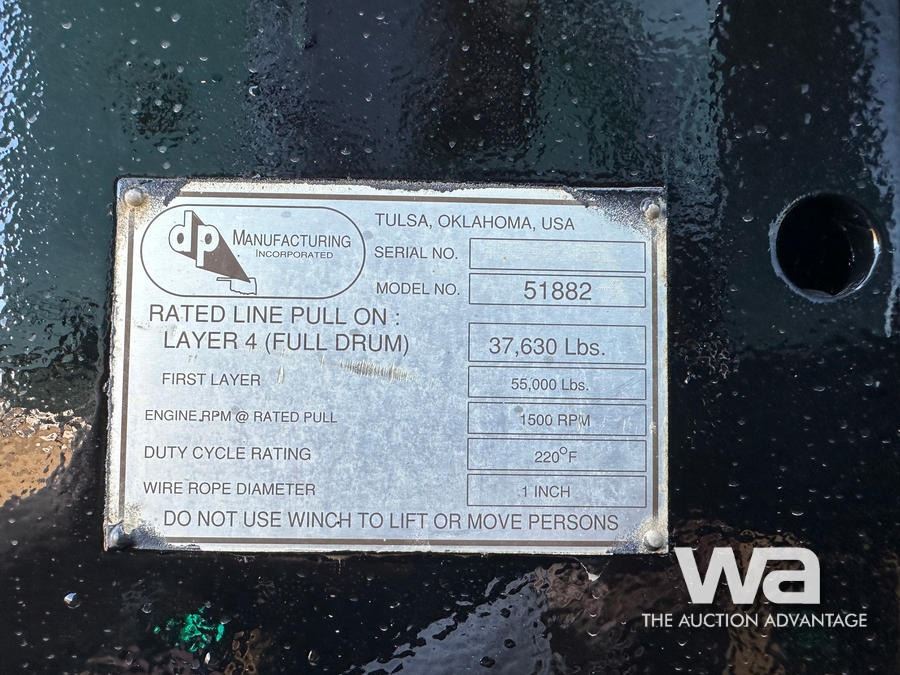 dp MANUFACTURING
INCORPORATED
TULSA, OKLAHOMA, USA
SERIAL NO.
MODEL NO. 51882
RATED LINE PULL ON :
LAYER 4 (FULL DRUM) 37,630 Lbs.
FIRST LAYER 55,000 Lbs.
ENGINE RPM @ RATED PULL 1500 RPM
DUTY CYCLE RATING 220°F
WIRE ROPE DIAMETER 1 INCH
DO NOT USE WINCH TO LIFT OR MOVE PERSONS
wa
THE AUCTION ADVANTAGE